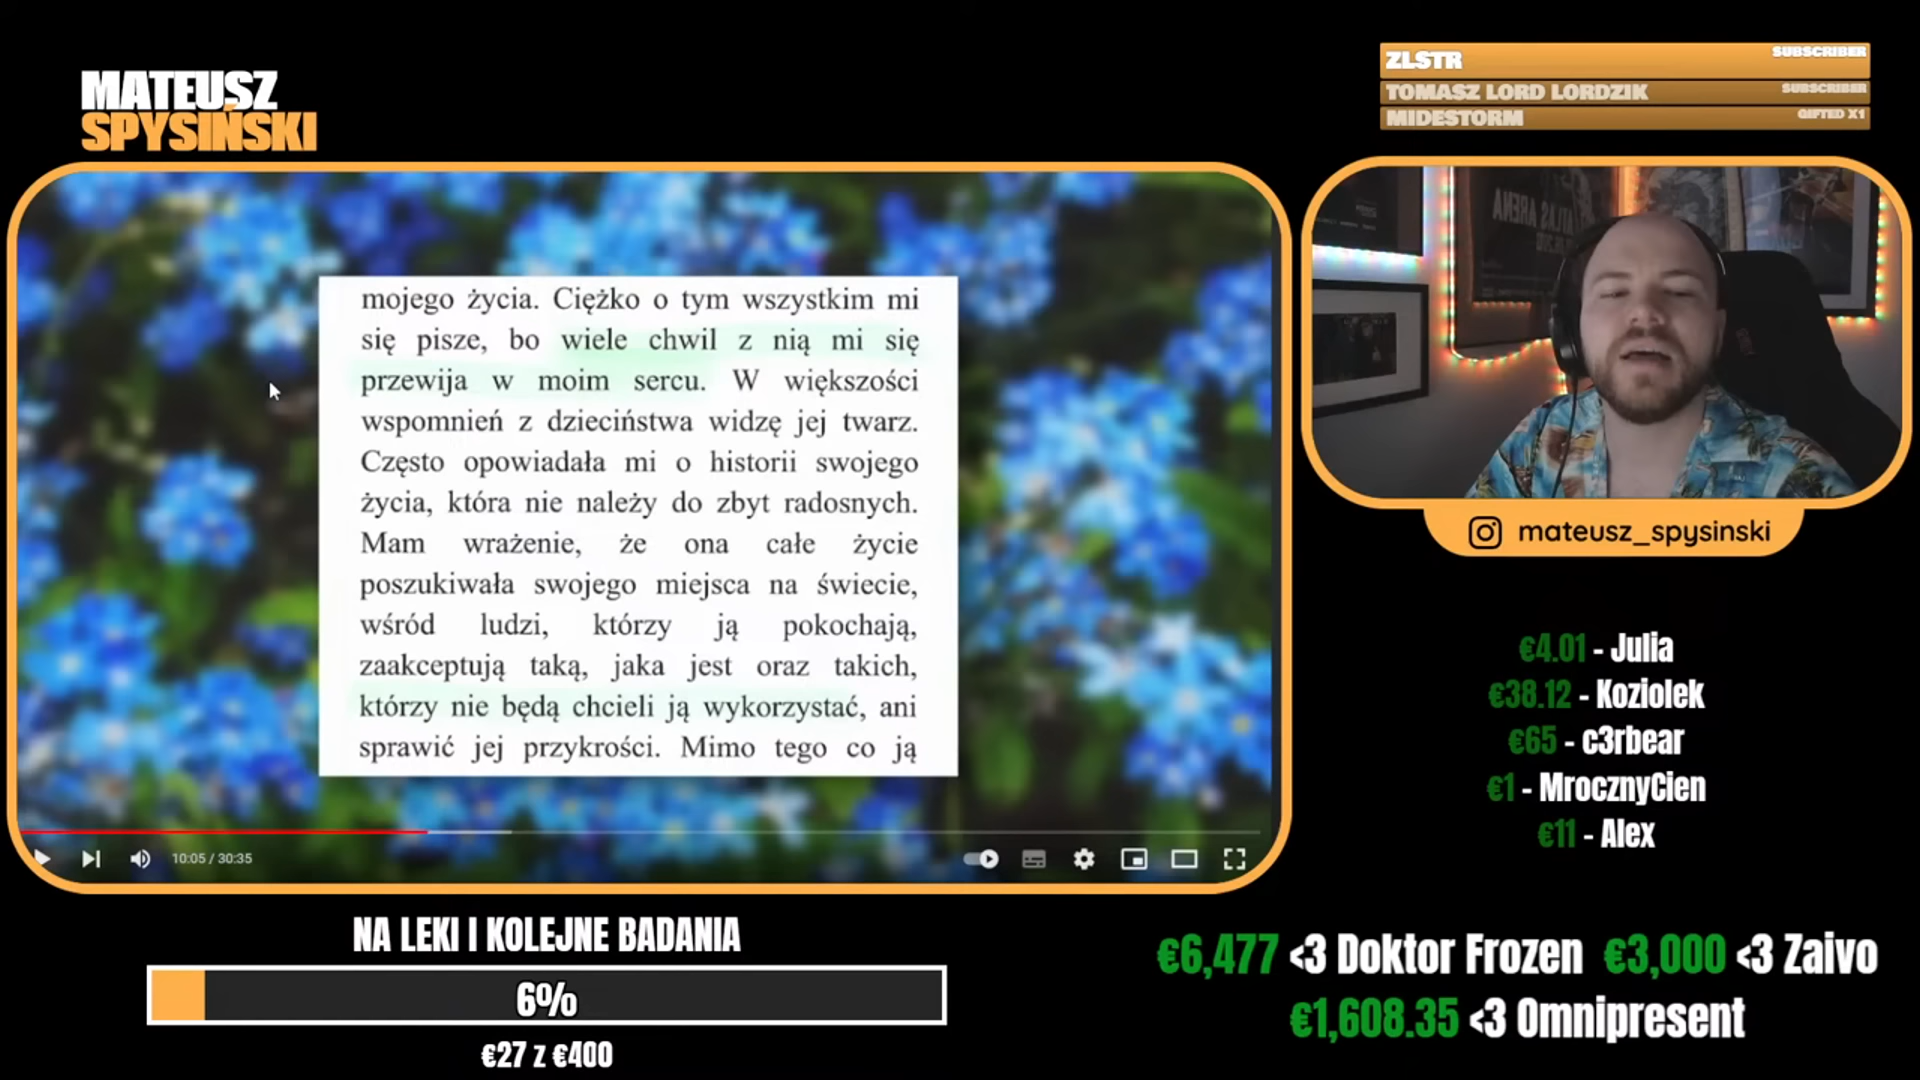 MATEUSZ
SPYSIŃSKI
ZLSTR SUBSCRIBER
TOMASZ LORD LORDZIK SUBSCRIBER
MIDESTORM GIFTED X1
ATLAS ARENA
mojego życia. Ciężko o tym wszystkim mi
się pisze, bo wiele chwil z nią mi się
przewija w moim sercu. W większości
wspomnień z dzieciństwa widzę jej twarz.
Często opowiadała mi o historii swojego
życia, która nie należy do zbyt radosnych.
Mam wrażenie, że ona całe życie
poszukiwała swojego miejsca na świecie,
wśród ludzi, którzy ją pokochają,
zaakceptują taką, jaka jest oraz takich,
którzy nie będą chcieli ją wykorzystać, ani
sprawić jej przykrości. Mimo tego co ją
10:05 / 30:35
mateusz_spysinski
€4.01 - Julia
€38.12 - Koziolek
€65 - c3rbear
€1 - MrocznyCien
€11 - Alex
NA LEKI I KOLEJNE BADANIA
6%
€27 z €400
€6,477 <3 Doktor Frozen €3,000 <3 Zaivo
€1,608.35 <3 Omnipresent